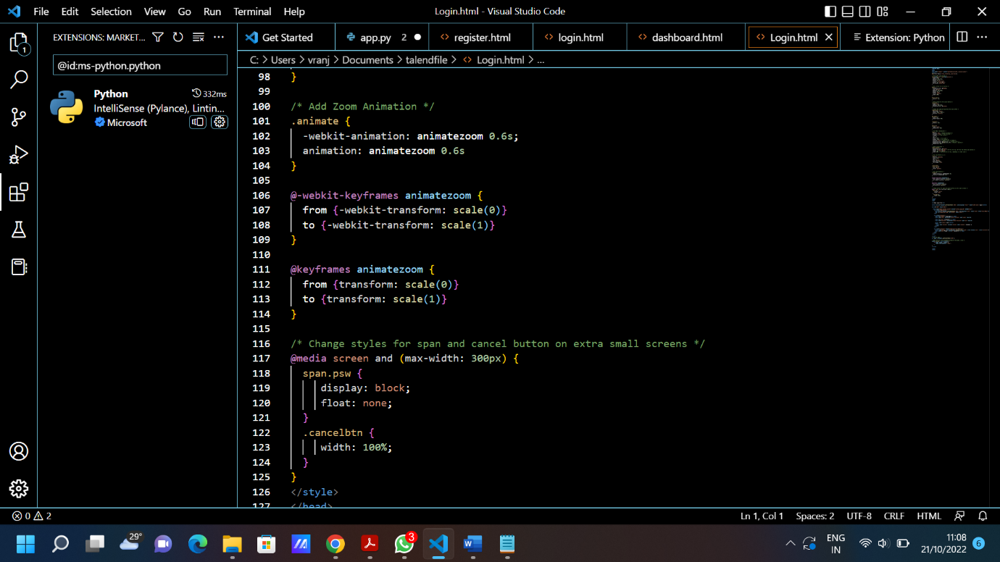 File Edit Selection View Go Run Terminal Help
Login.html - Visual Studio Code
EXTENSIONS: MARKET...
Get Started
app.py 2
register.html
login.html
dashboard.html
Login.html
Extension: Python
@id:ms-python.python
Python
332ms
IntelliSense (Pylance), Lintin...
Microsoft
C: > Users > vranj > Documents > talendfile > Login.html > ...
98 }
99
100 /* Add Zoom Animation */
101 .animate {
102 -webkit-animation: animatezoom 0.6s;
103 animation: animatezoom 0.6s
104 }
105
106 @-webkit-keyframes animatezoom {
107 from {-webkit-transform: scale(0)}
108 to {-webkit-transform: scale(1)}
109 }
110
111 @keyframes animatezoom {
112 from {transform: scale(0)}
113 to {transform: scale(1)}
114 }
115
116 /* Change styles for span and cancel button on extra small screens */
117 @media screen and (max-width: 300px) {
118 span.psw {
119 display: block;
120 float: none;
121 }
122 .cancelbtn {
123 width: 100%;
124 }
125 }
126 </style>
127 </head>
1
0 2
Ln 1, Col 1 Spaces: 2 UTF-8 CRLF HTML
29°
3
ENG
IN
11:08
21/10/2022
6